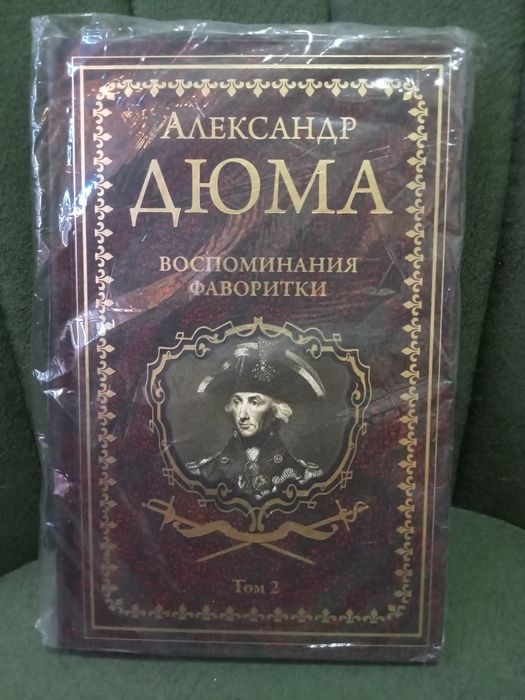 АЛЕКСАНДР
ДЮМА
ВОСПОМИНАНИЯ
ФАВОРИТКИ
Том 2